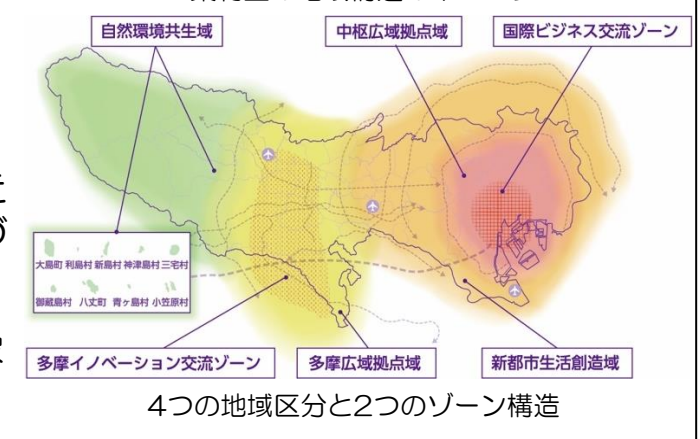 自然環境共生域
中枢広域拠点域
国際ビジネス交流ゾーン
大島町 利島村 新島村 神津島村 三宅村
御蔵島村 八丈町 青ヶ島村 小笠原村
多摩イノベーション交流ゾーン
多摩広域拠点域
新都市生活創造域
4つの地域区分と2つのゾーン構造